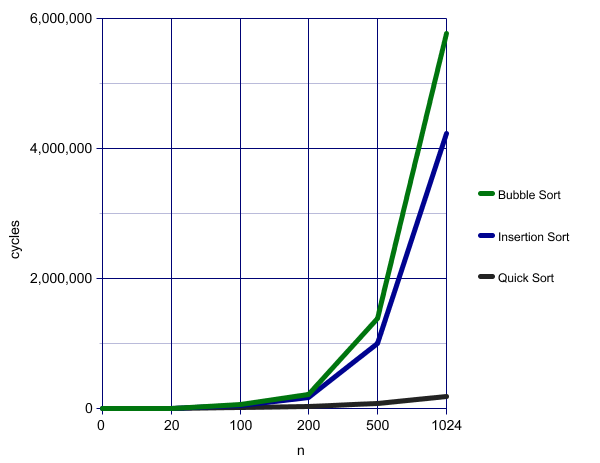 6,000,000
4,000,000
2,000,000
0
cycles
0 20 100 200 500 1024
n
Bubble Sort
Insertion Sort
Quick Sort